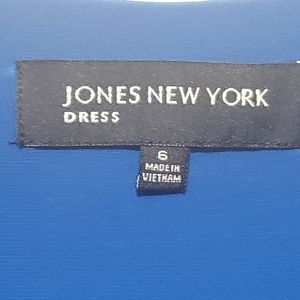 JONES NEW YORK
DRESS
6
MADE IN
VIETNAM